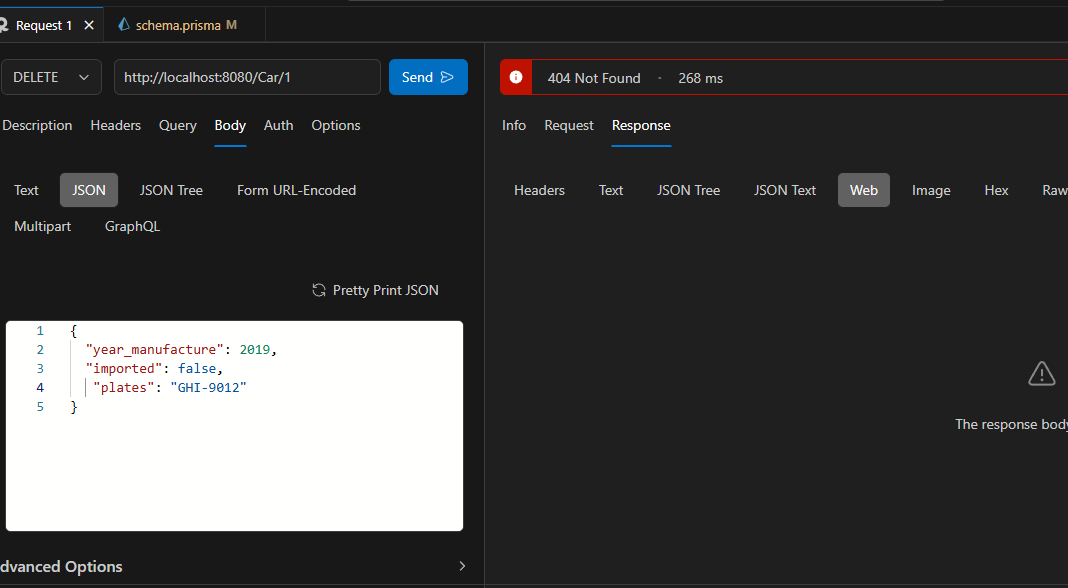 Request 1
schema.prisma M
DELETE
http://localhost:8080/Car/1
Send
404 Not Found · 268 ms
Description Headers Query Body Auth Options
Info Request Response
Text JSON JSON Tree Form URL-Encoded
Multipart GraphQL
Headers Text JSON Tree JSON Text Web Image Hex Raw
Pretty Print JSON
1 {
2 "year_manufacture": 2019,
3 "imported": false,
4 "plates": "GHI-9012"
5 }
The response body
dvanced Options